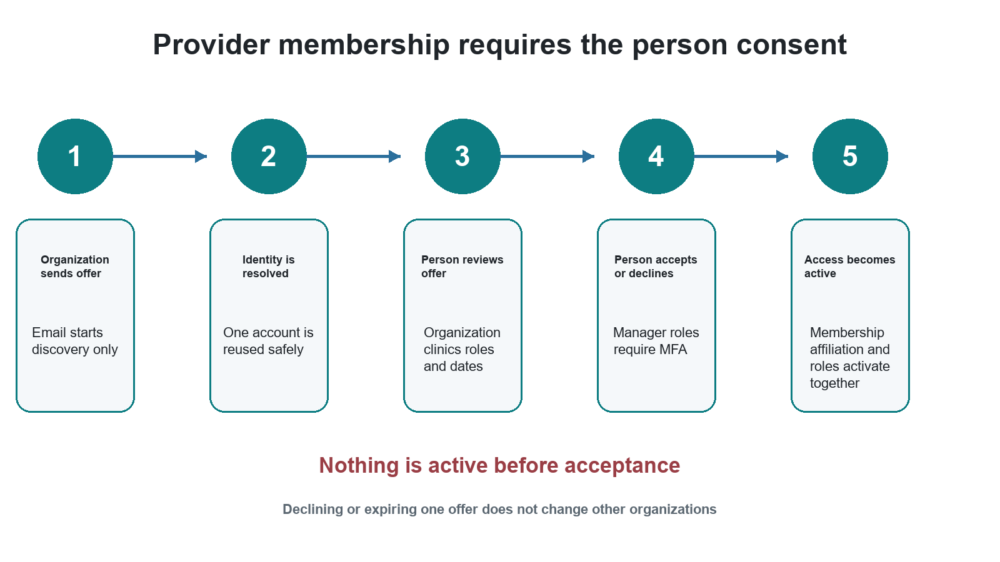 Provider membership requires the person consent
1
2
3
4
5
Organization
sends offer
Email starts
discovery only
Identity is
resolved
One account is
reused safely
Person reviews
offer
Organization
clinics roles
and dates
Person accepts
or declines
Manager roles
require MFA
Access becomes
active
Membership
affiliation and
roles activate
together
Nothing is active before acceptance
Declining or expiring one offer does not change other organizations